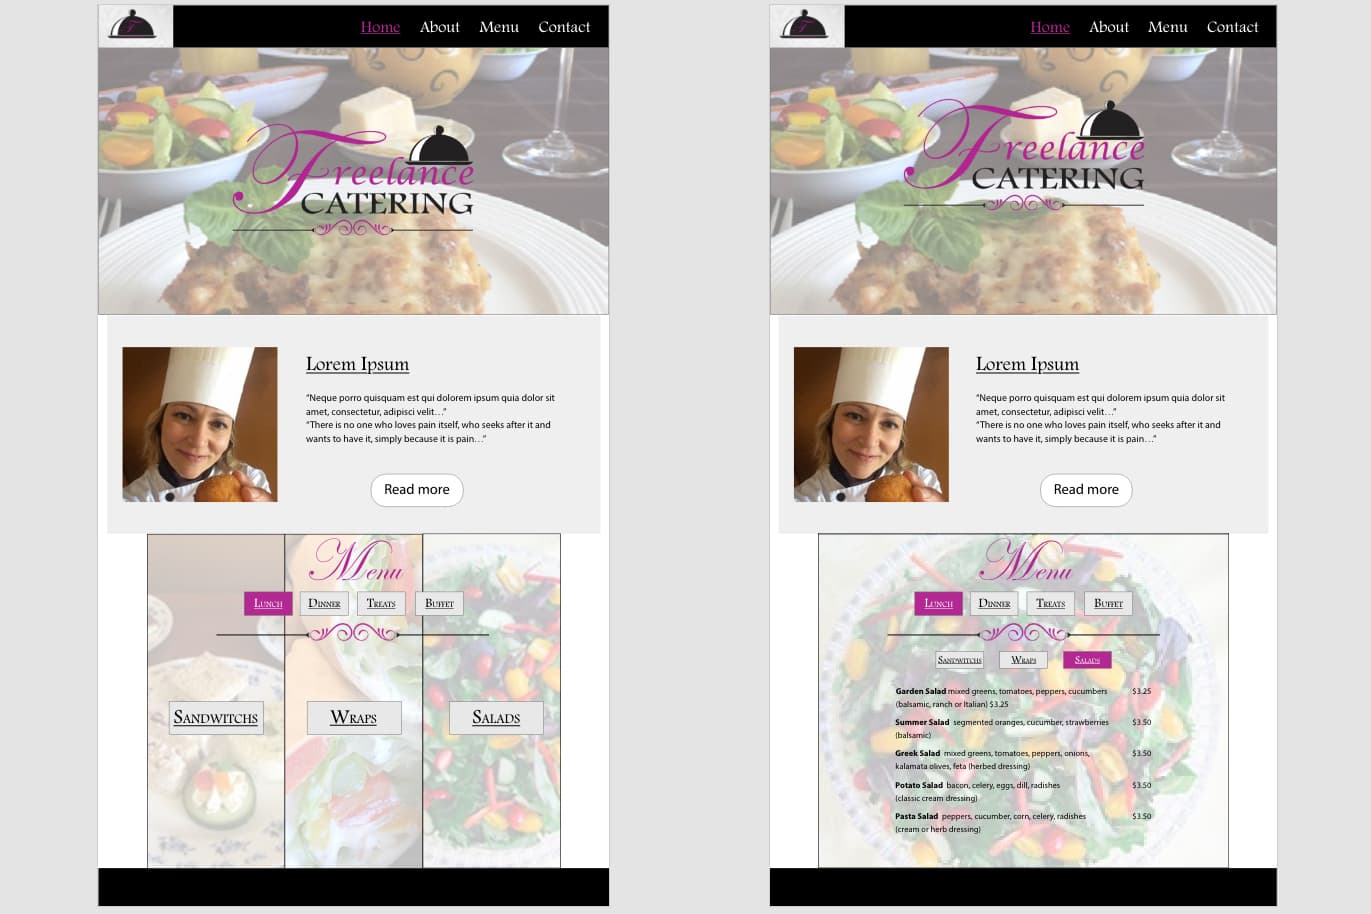 Home About Menu Contact
Freelance
CATERING
Lorem Ipsum
“Neque porro quisquam est qui dolorem ipsum quia dolor sit
amet, consectetur, adipisci velit…”
“There is no one who loves pain itself, who seeks after it and
wants to have it, simply because it is pain…”
Read more
Menu
Lunch Dinner Treats Buffet
Sandwitchs Wraps Salads
Home About Menu Contact
Freelance
CATERING
Lorem Ipsum
“Neque porro quisquam est qui dolorem ipsum quia dolor sit
amet, consectetur, adipisci velit…”
“There is no one who loves pain itself, who seeks after it and
wants to have it, simply because it is pain…”
Read more
Menu
Lunch Dinner Treats Buffet
Sandwitchs Wraps Salads
Garden Salad mixed greens, tomatoes, peppers, cucumbers $3.25
(balsamic, ranch or Italian) $3.25
Summer Salad segmented oranges, cucumber, strawberries $3.50
(balsamic)
Greek Salad mixed greens, tomatoes, peppers, onions, $3.50
kalamata olives, feta (herbed dressing)
Potato Salad bacon, celery, eggs, dill, radishes $3.50
(classic cream dressing)
Pasta Salad peppers, cucumber, corn, celery, radishes $3.50
(cream or herb dressing)